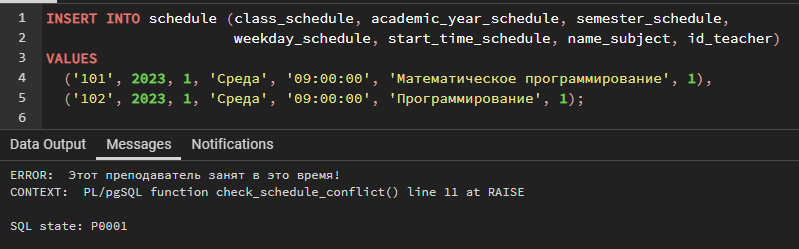 1 INSERT INTO schedule (class_schedule, academic_year_schedule, semester_schedule,
2 weekday_schedule, start_time_schedule, name_subject, id_teacher)
3 VALUES
4 ('101', 2023, 1, 'Среда', '09:00:00', 'Математическое программирование', 1),
5 ('102', 2023, 1, 'Среда', '09:00:00', 'Программирование', 1);
6
Data Output Messages Notifications
ERROR: Этот преподаватель занят в это время!
CONTEXT: PL/pgSQL function check_schedule_conflict() line 11 at RAISE
SQL state: P0001